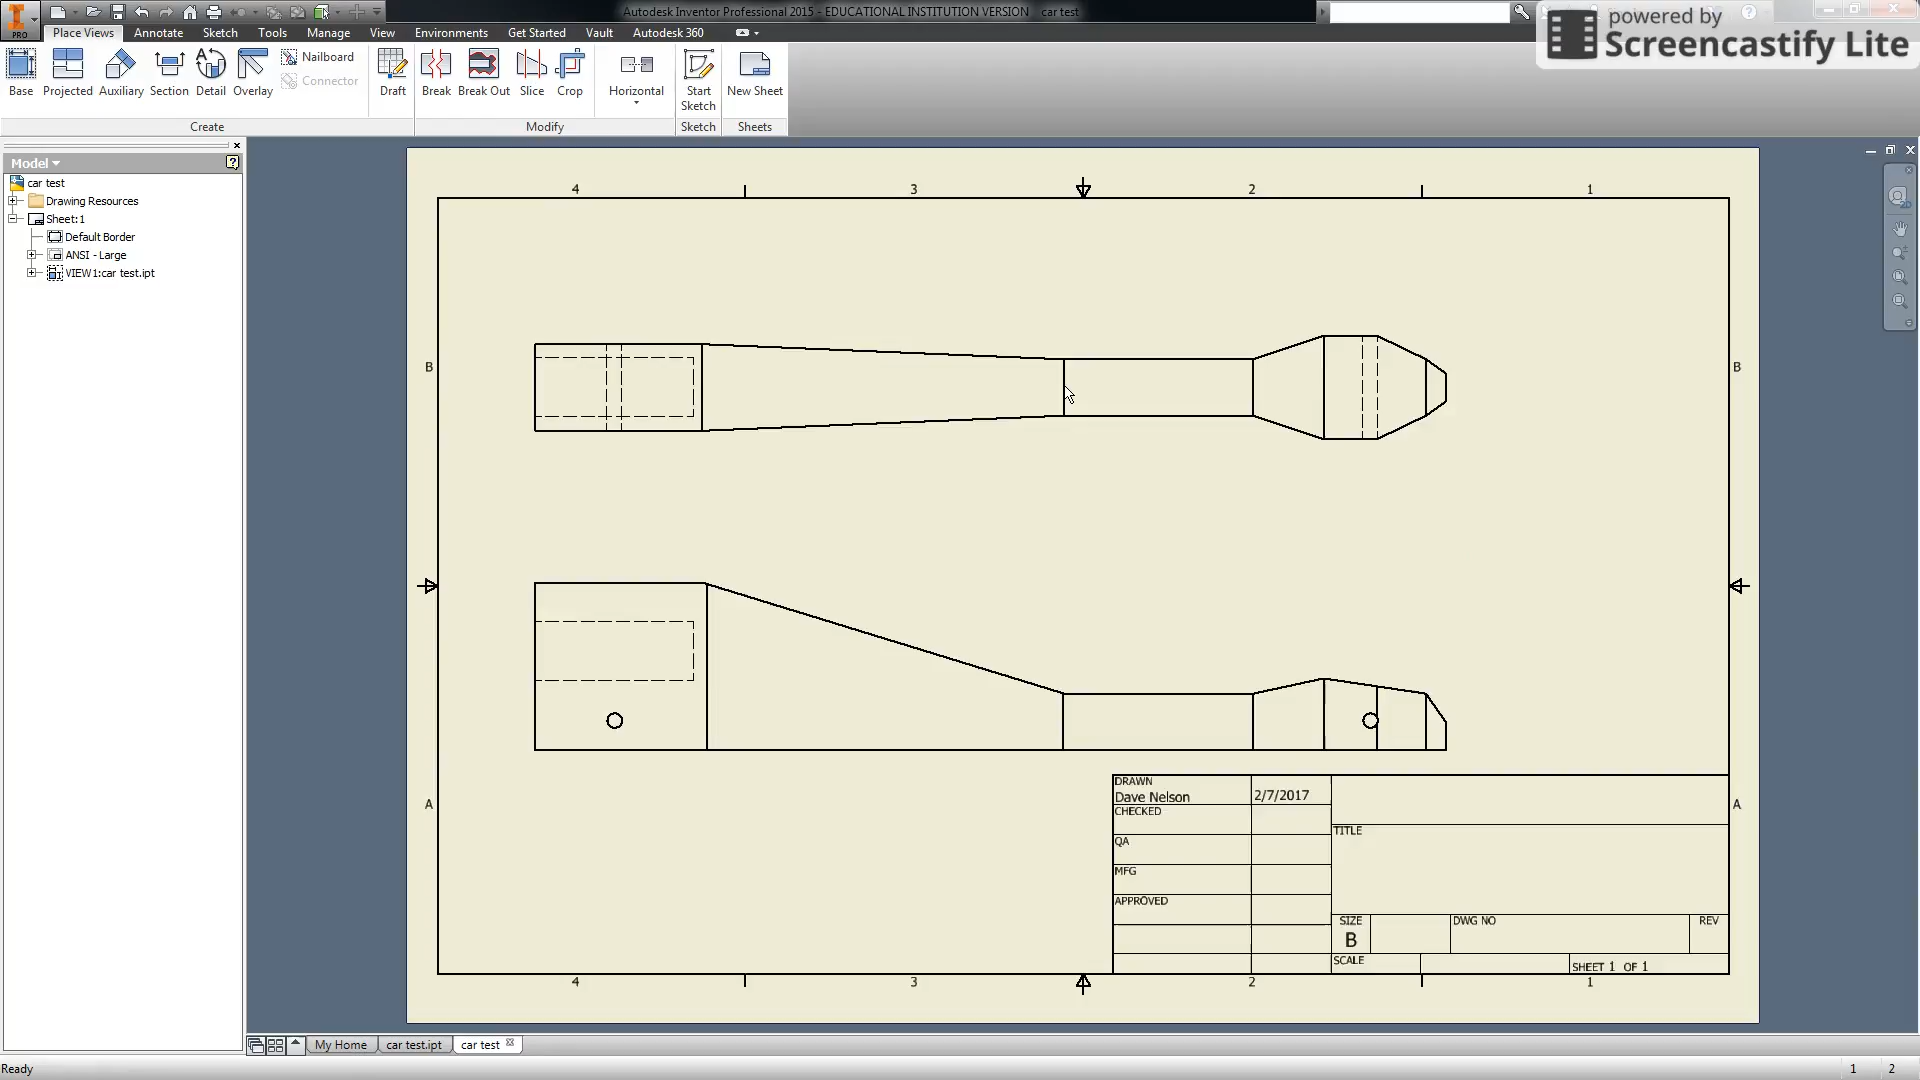 Autodesk Inventor Professional 2015 - EDUCATIONAL INSTITUTION VERSION car test
powered by
Screencastify Lite
PRO
Place Views Annotate Sketch Tools Manage View Environments Get Started Vault Autodesk 360
Base Projected Auxiliary Section Detail Overlay
Nailboard
Connector
Draft Break Break Out Slice Crop Horizontal
Start
Sketch
New Sheet
Create Modify Sketch Sheets
Model
car test
Drawing Resources
Sheet:1
Default Border
ANSI - Large
VIEW1:car test.ipt
4 3 2 1
B B
A A
DRAWN
Dave Nelson 2/7/2017
CHECKED
QA
MFG
APPROVED
TITLE
SIZE
B
DWG NO
REV
SCALE
SHEET 1 OF 1
4 3 2 1
My Home car test.ipt car test
Ready
1 2